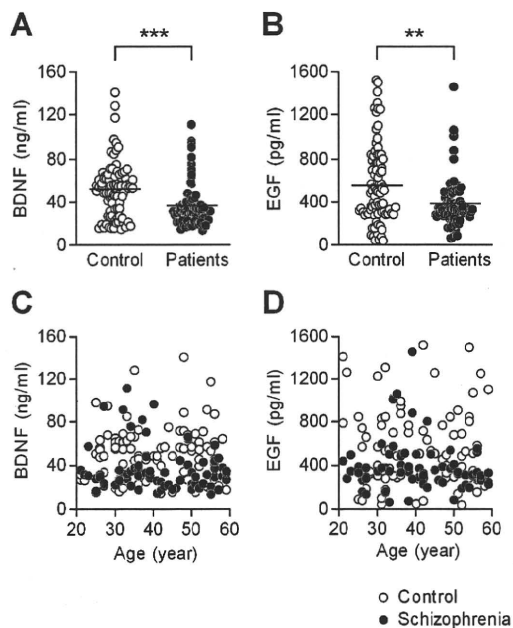 A
B
***
**
160
120
80
40
0
BDNF (ng/ml)
Control
Patients
1600
1200
800
400
0
EGF (pg/ml)
Control
Patients
C
D
160
120
80
40
0
BDNF (ng/ml)
20
30
40
50
60
Age (year)
1600
1200
800
400
0
EGF (pg/ml)
20
30
40
50
60
Age (year)
Control
Schizophrenia